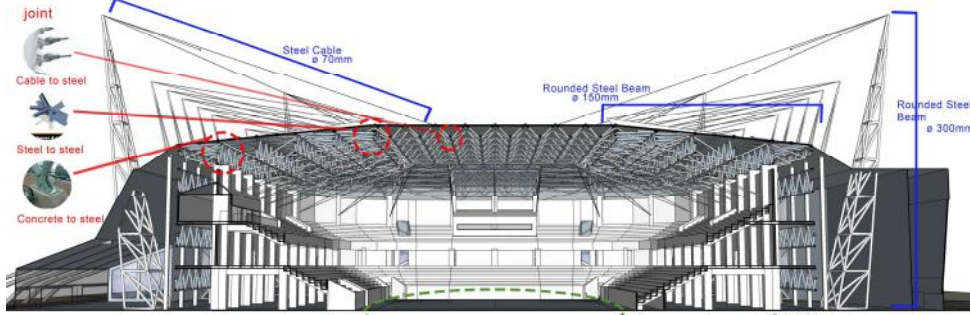 joint
Cable to steel
Steel to steel
Concrete to steel
Steel Cable
ø 70mm
Rounded Steel Beam
ø 150mm
Rounded Steel
Beam
ø 300mm